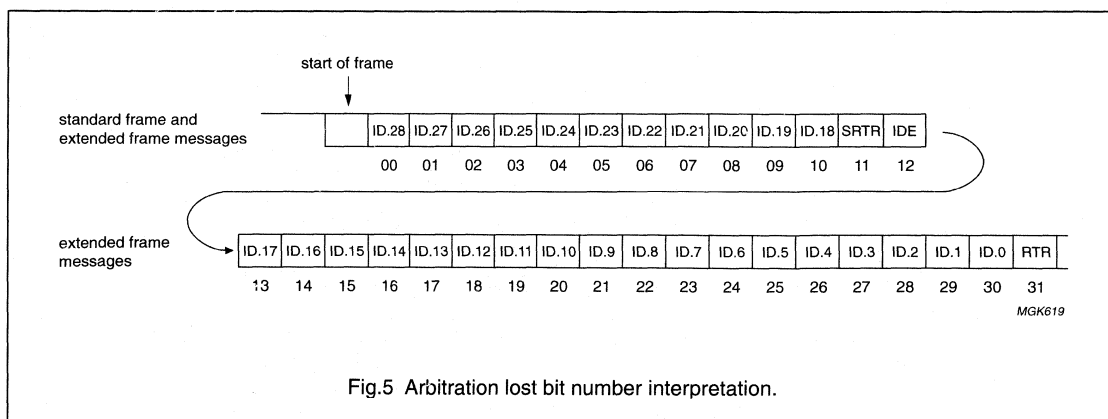 start of frame
standard frame and
extended frame messages
ID.28 ID.27 ID.26 ID.25 ID.24 ID.23 ID.22 ID.21 ID.20 ID.19 ID.18 SRTR IDE
00 01 02 03 04 05 06 07 08 09 10 11 12
extended frame
messages
ID.17 ID.16 ID.15 ID.14 ID.13 ID.12 ID.11 ID.10 ID.9 ID.8 ID.7 ID.6 ID.5 ID.4 ID.3 ID.2 ID.1 ID.0 RTR
13 14 15 16 17 18 19 20 21 22 23 24 25 26 27 28 29 30 31
MGK619
Fig.5 Arbitration lost bit number interpretation.